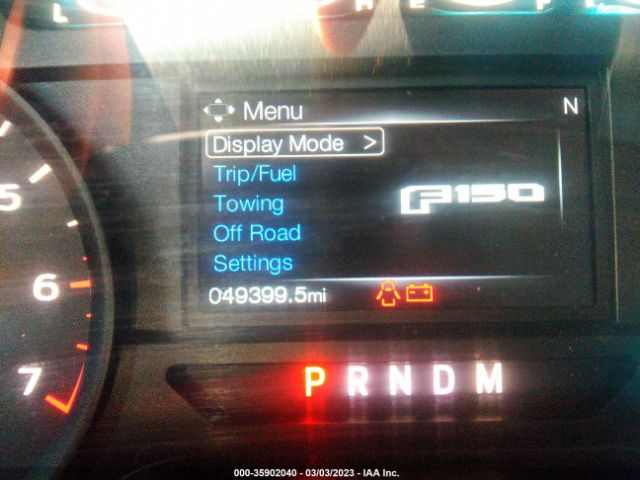 L H E F
Menu N
Display Mode >
Trip/Fuel
Towing
F150
Off Road
Settings
049399.5mi
5
6
7
P R N D M
000-35902040 - 03/03/2023 - IAA Inc.